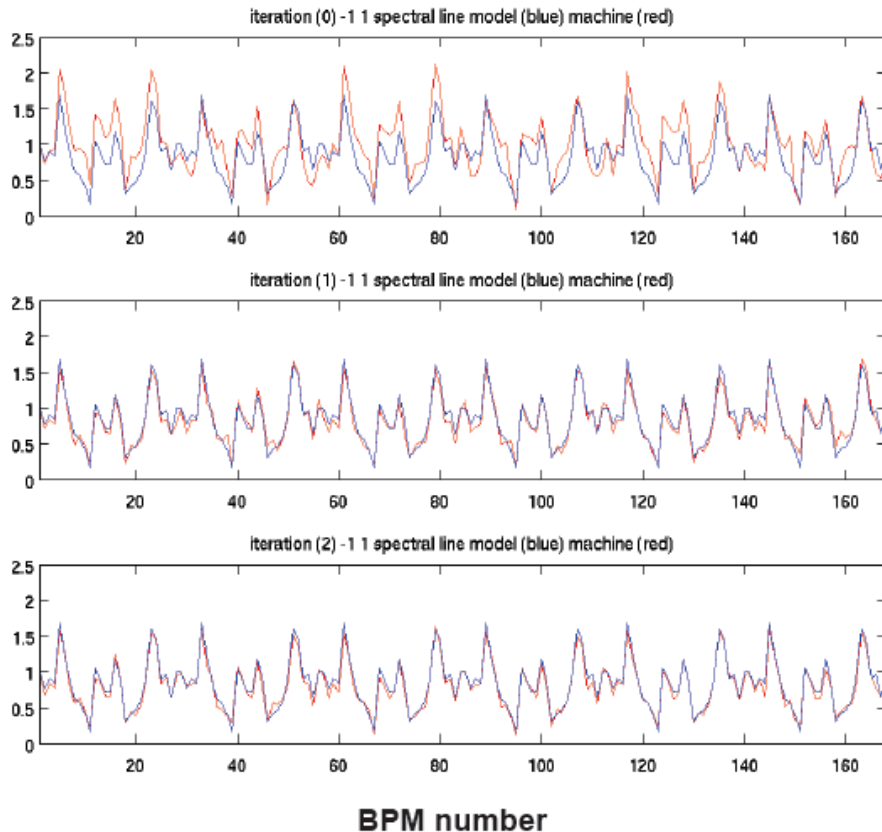 iteration (0) -1 1 spectral line model (blue) machine (red)
2.5
2
1.5
1
0.5
0
20 40 60 80 100 120 140 160
iteration (1) -1 1 spectral line model (blue) machine (red)
2.5
2
1.5
1
0.5
0
20 40 60 80 100 120 140 160
iteration (2) -1 1 spectral line model (blue) machine (red)
2.5
2
1.5
1
0.5
0
20 40 60 80 100 120 140 160
BPM number